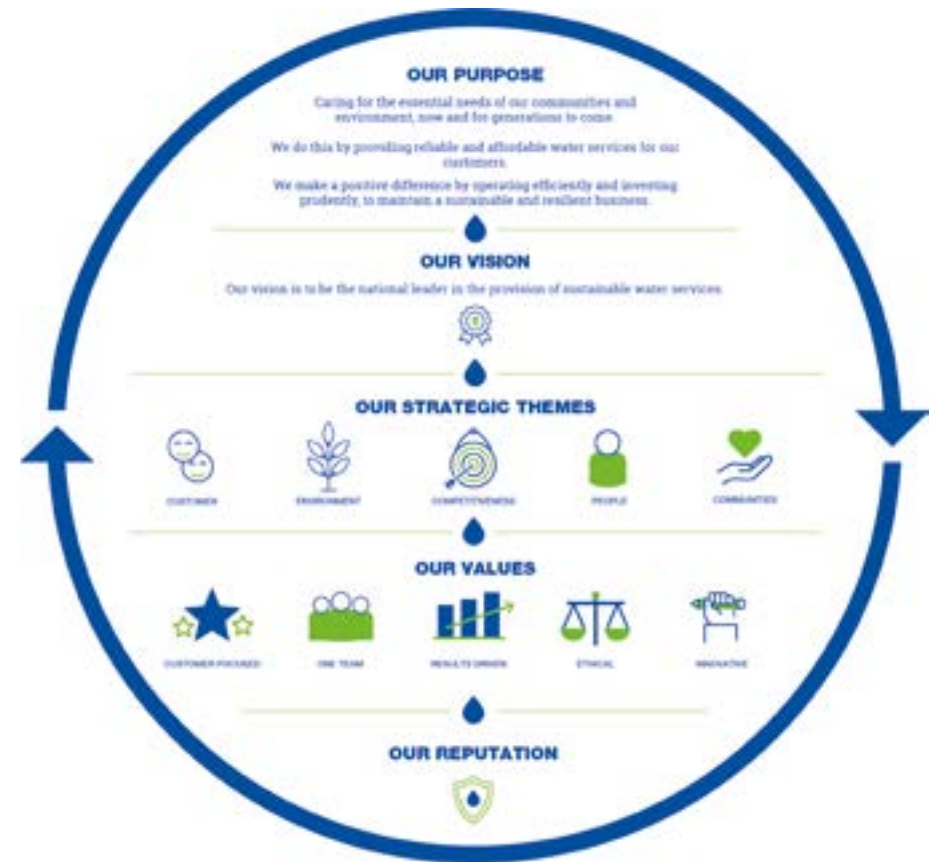 OUR PURPOSE
Caring for the essential needs of our communities and
environment, now and for generations to come.
We do this by providing reliable and affordable water services for our
customers.
We make a positive difference by operating efficiently and investing
prudently, to maintain a sustainable and resilient business.
OUR VISION
Our vision is to be the national leader in the provision of sustainable water services.
OUR STRATEGIC THEMES
CUSTOMER ENVIRONMENT COMPETITIVENESS PEOPLE COMMUNITIES
OUR VALUES
CUSTOMER-FOCUSED ONE TEAM RESULTS DRIVEN ETHICAL INNOVATIVE
OUR REPUTATION